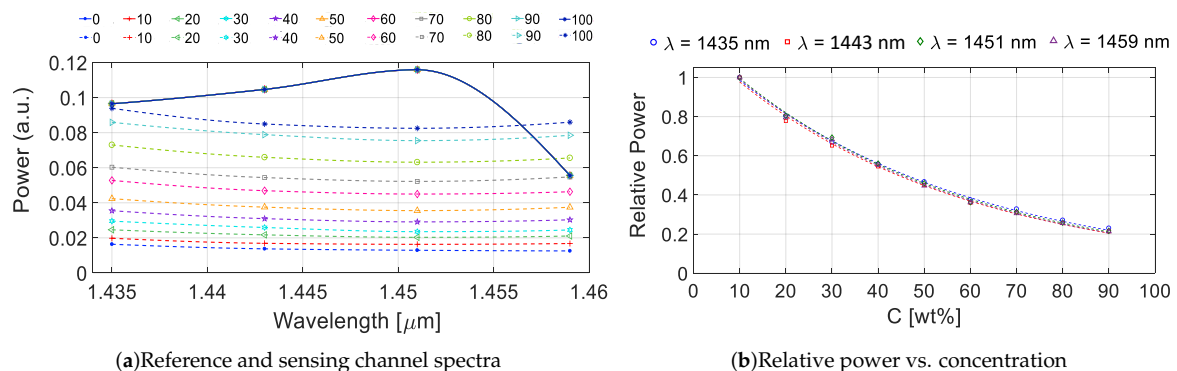 0 10 20 30 40 50 60 70 80 90 100
0 10 20 30 40 50 60 70 80 90 100
0.12
0.1
0.08
0.06
0.04
0.02
0
Power (a.u.)
1.435 1.44 1.445 1.45 1.455 1.46
Wavelength [μm]
(a)Reference and sensing channel spectra
λ = 1435 nm λ = 1443 nm λ = 1451 nm λ = 1459 nm
1
0.8
0.6
0.4
0.2
0
Relative Power
0 10 20 30 40 50 60 70 80 90 100
C [wt%]
(b)Relative power vs. concentration